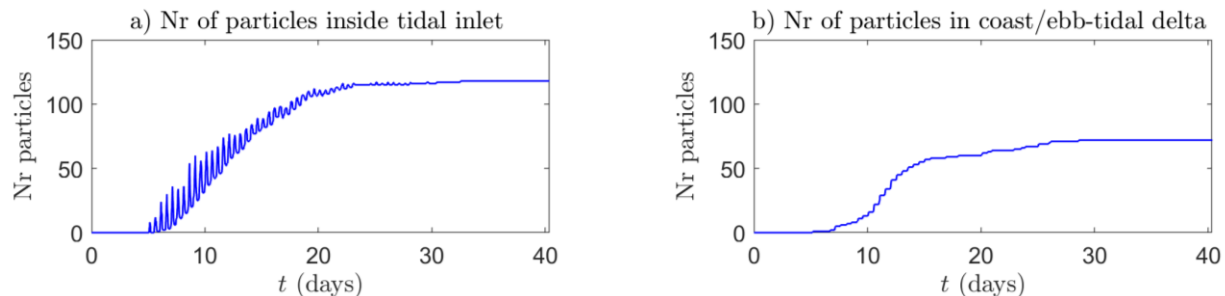 a) Nr of particles inside tidal inlet
150
100
50
0
Nr particles
0 10 20 30 40
t (days)
b) Nr of particles in coast/ebb-tidal delta
150
100
50
0
Nr particles
0 10 20 30 40
t (days)